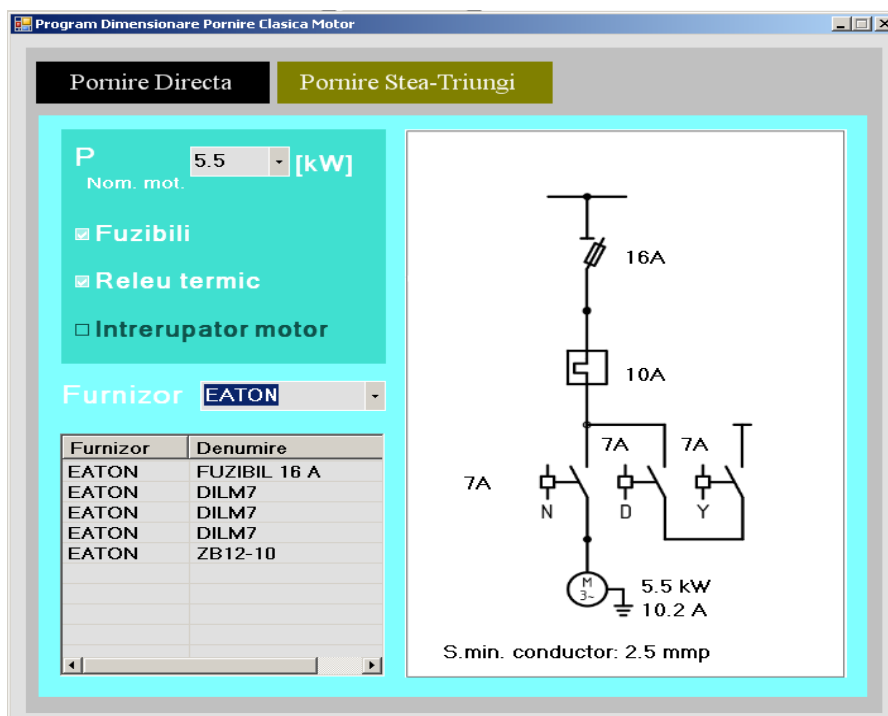 Program Dimensionare Pornire Clasica Motor
Pornire Directa
Pornire Stea-Triungi
P
Nom. mot.
5.5
[kW]
Fuzibili
Releu termic
Intrerupator motor
Furnizor
EATON
Furnizor Denumire
EATON FUZIBIL 16 A
EATON DILM7
EATON DILM7
EATON DILM7
EATON ZB12-10
16A
10A
7A 7A
7A
N D Y
M
3~
5.5 kW
10.2 A
S.min. conductor: 2.5 mmp